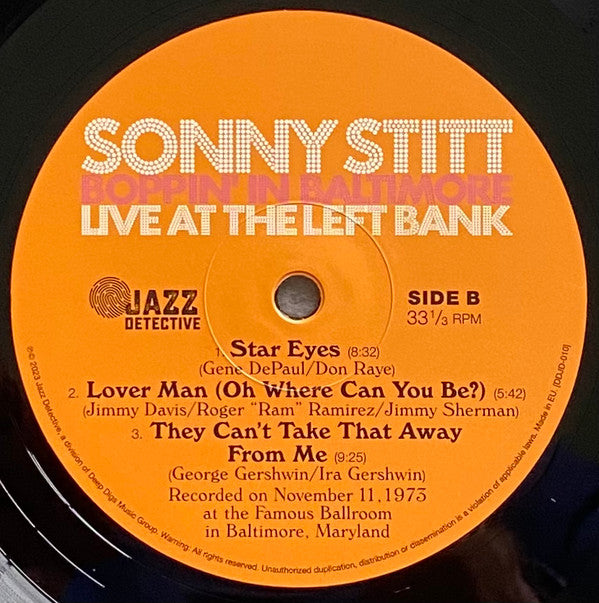 SONNY STITT
BOPPIN' IN BALTIMORE
LIVE AT THE LEFT BANK
JAZZ
DETECTIVE
SIDE B
33 1/3 RPM
1. Star Eyes (8:32)
(Gene DePaul/Don Raye)
2. Lover Man (Oh Where Can You Be?) (5:42)
(Jimmy Davis/Roger “Ram” Ramirez/Jimmy Sherman)
3. They Can't Take That Away
From Me (9:25)
(George Gershwin/Ira Gershwin)
Recorded on November 11, 1973
at the Famous Ballroom
in Baltimore, Maryland
℗© 2023 Jazz Detective, a division of Deep Digs Music Group. Warning: All rights reserved. Unauthorized duplication, distribution or dissemination is a violation of applicable laws. Made in EU. [DDJD-010]